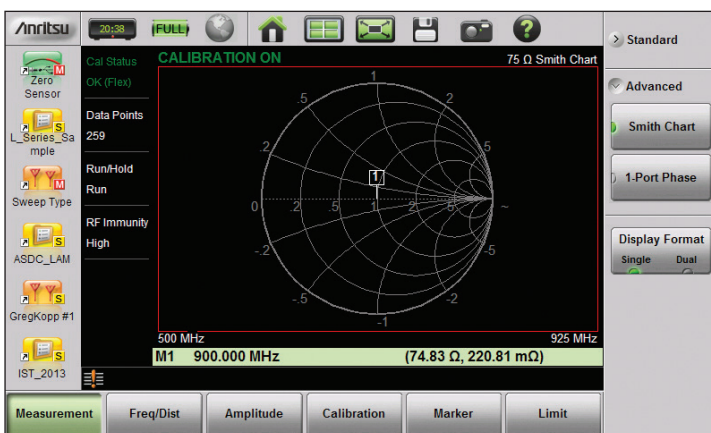 Anritsu
20:38
(FULL)
?
Standard
Zero
Sensor
M
L_Series_Sa
mple
S
Sweep Type
M
ASDC_LAM
S
GregKopp #1
S
IST_2013
S
Cal Status
OK (Flex)
Data Points
259
Run/Hold
Run
RF Immunity
High
CALIBRATION ON
75 Ω Smith Chart
1
.5
2
.2
5
1
0
.2
.5
1
2
5
~
-.2
-5
-.5
-2
-1
500 MHz
925 MHz
M1 900.000 MHz (74.83 Ω, 220.81 mΩ)
Advanced
Smith Chart
1-Port Phase
Display Format
Single Dual
Measurement
Freq/Dist
Amplitude
Calibration
Marker
Limit